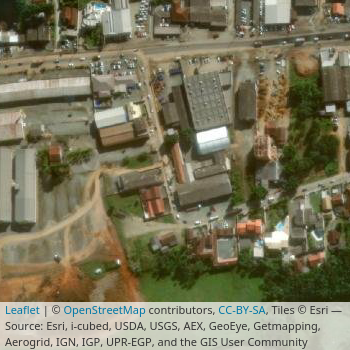 Leaflet | © OpenStreetMap contributors, CC-BY-SA, Tiles © Esri —
Source: Esri, i-cubed, USDA, USGS, AEX, GeoEye, Getmapping,
Aerogrid, IGN, IGP, UPR-EGP, and the GIS User Community